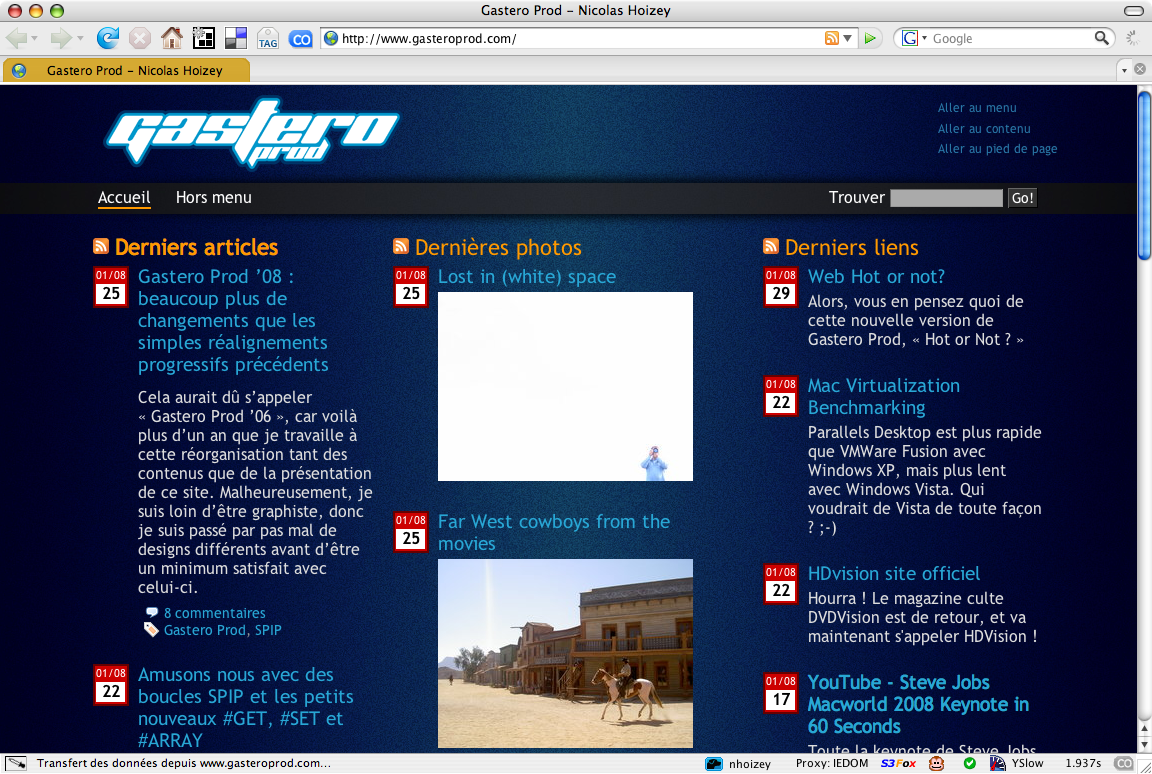 Gastero Prod – Nicolas Hoizey
TAG
CO
http://www.gasteroprod.com/
G
Google
Gastero Prod – Nicolas Hoizey
gastero
prod
Aller au menu
Aller au contenu
Aller au pied de page
Accueil
Hors menu
Trouver
Go!
Derniers articles
01/08
25
Gastero Prod ’08 :
beaucoup plus de
changements que les
simples réalignements
progressifs précédents
Cela aurait dû s’appeler
« Gastero Prod ’06 », car voilà
plus d’un an que je travaille à
cette réorganisation tant des
contenus que de la présentation
de ce site. Malheureusement, je
suis loin d’être graphiste, donc
je suis passé par pas mal de
designs différents avant d’être
un minimum satisfait avec
celui-ci.
8 commentaires
Gastero Prod, SPIP
01/08
22
Amusons nous avec des
boucles SPIP et les petits
nouveaux #GET, #SET et
#ARRAY
Dernières photos
01/08
25
Lost in (white) space
01/08
25
Far West cowboys from the
movies
Derniers liens
01/08
29
Web Hot or not?
Alors, vous en pensez quoi de
cette nouvelle version de
Gastero Prod, « Hot or Not ? »
01/08
22
Mac Virtualization
Benchmarking
Parallels Desktop est plus rapide
que VMWare Fusion avec
Windows XP, mais plus lent
avec Windows Vista. Qui
voudrait de Vista de toute façon
? ;-)
01/08
22
HDvision site officiel
Hourra ! Le magazine culte
DVDVision est de retour, et va
maintenant s'appeler HDVision !
01/08
17
YouTube - Steve Jobs
Macworld 2008 Keynote in
60 Seconds
Toute la keynote de Steve Jobs
Transfert des données depuis www.gasteroprod.com...
nhoizey
Proxy: IEDOM
S3Fox
YSlow
1.937s
CO